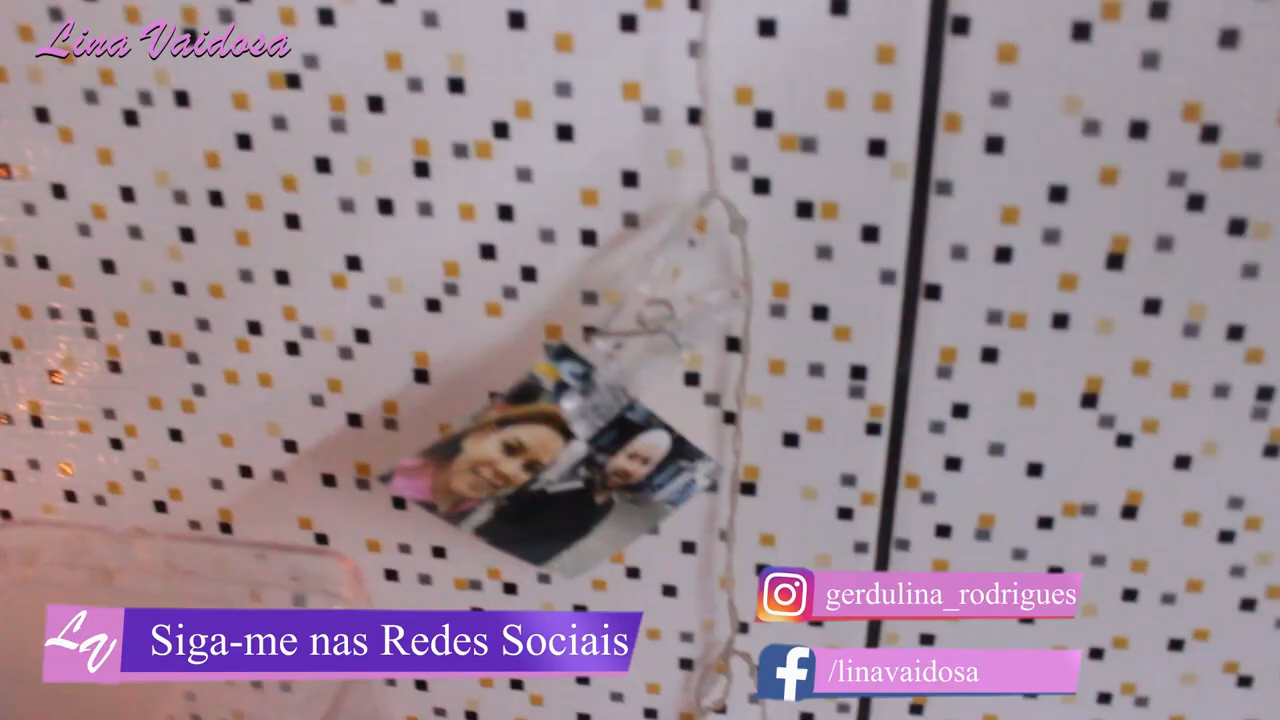 Lina Vaidosa
gerdulina_rodrigues
LV
Siga-me nas Redes Sociais
/linavaidosa